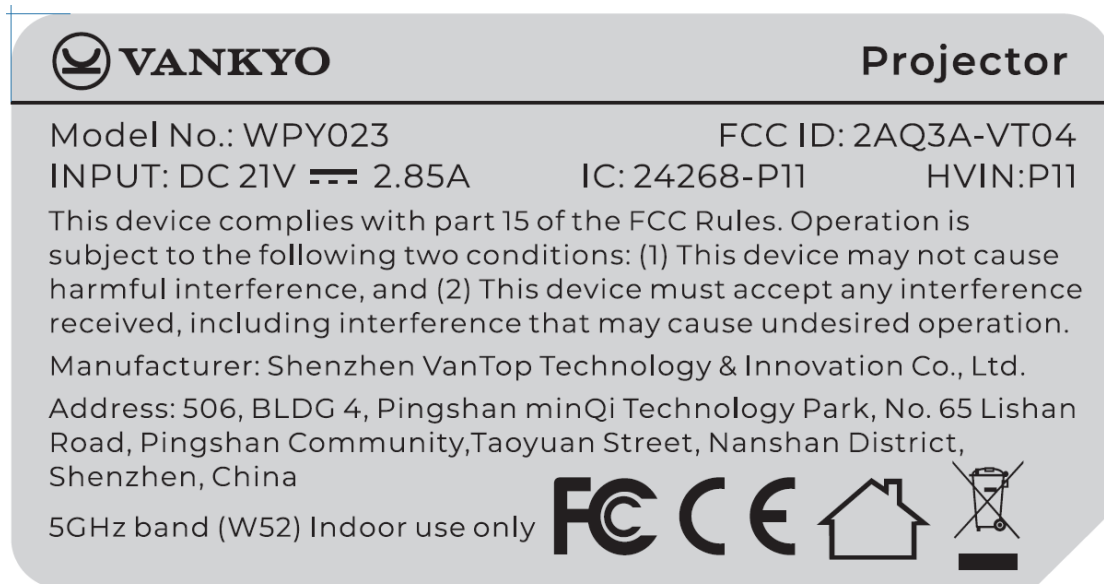 VANKYO Projector
Model No.: WPY023 FCC ID: 2AQ3A-VT04
INPUT: DC 21V ⎓ 2.85A IC: 24268-P11 HVIN:P11
This device complies with part 15 of the FCC Rules. Operation is
subject to the following two conditions: (1) This device may not cause
harmful interference, and (2) This device must accept any interference
received, including interference that may cause undesired operation.
Manufacturer: Shenzhen VanTop Technology & Innovation Co., Ltd.
Address: 506, BLDG 4, Pingshan minQi Technology Park, No. 65 Lishan
Road, Pingshan Community,Taoyuan Street, Nanshan District,
Shenzhen, China
5GHz band (W52) Indoor use only FC CE